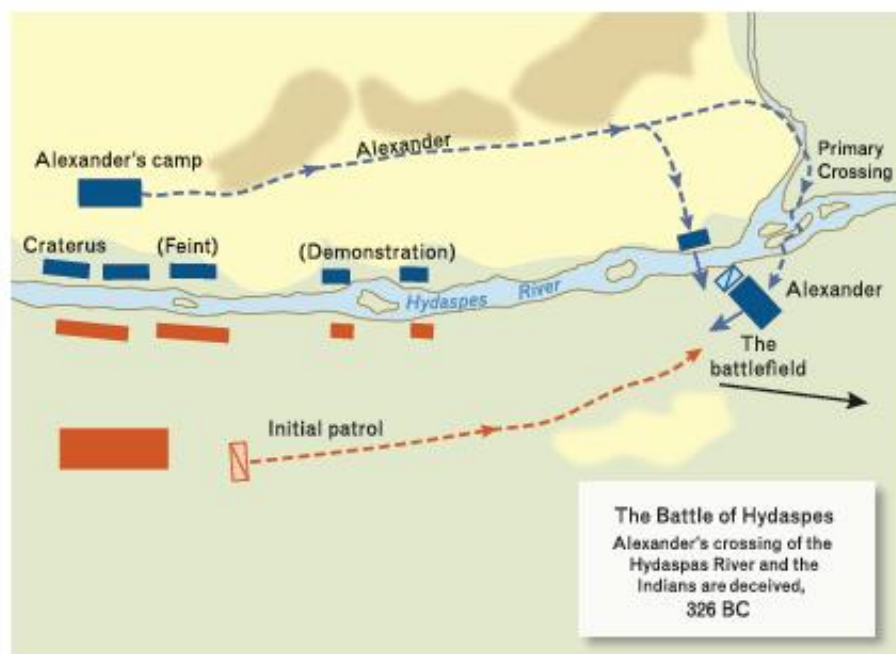 Alexander
Alexander's camp
Primary
Crossing
Craterus
(Feint)
(Demonstration)
Hydaspes River
Alexander
The
battlefield
Initial patrol
The Battle of Hydaspes
Alexander's crossing of the
Hydaspas River and the
Indians are deceived,
326 BC